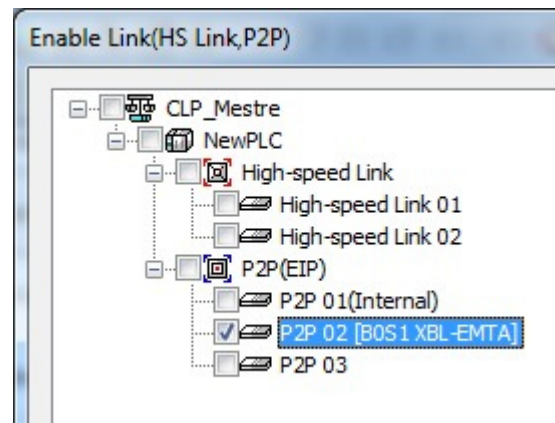 Enable Link(HS Link,P2P)
CLP_Mestre
NewPLC
High-speed Link
High-speed Link 01
High-speed Link 02
P2P(EIP)
P2P 01(Internal)
P2P 02 [B0S1 XBL-EMTA]
P2P 03